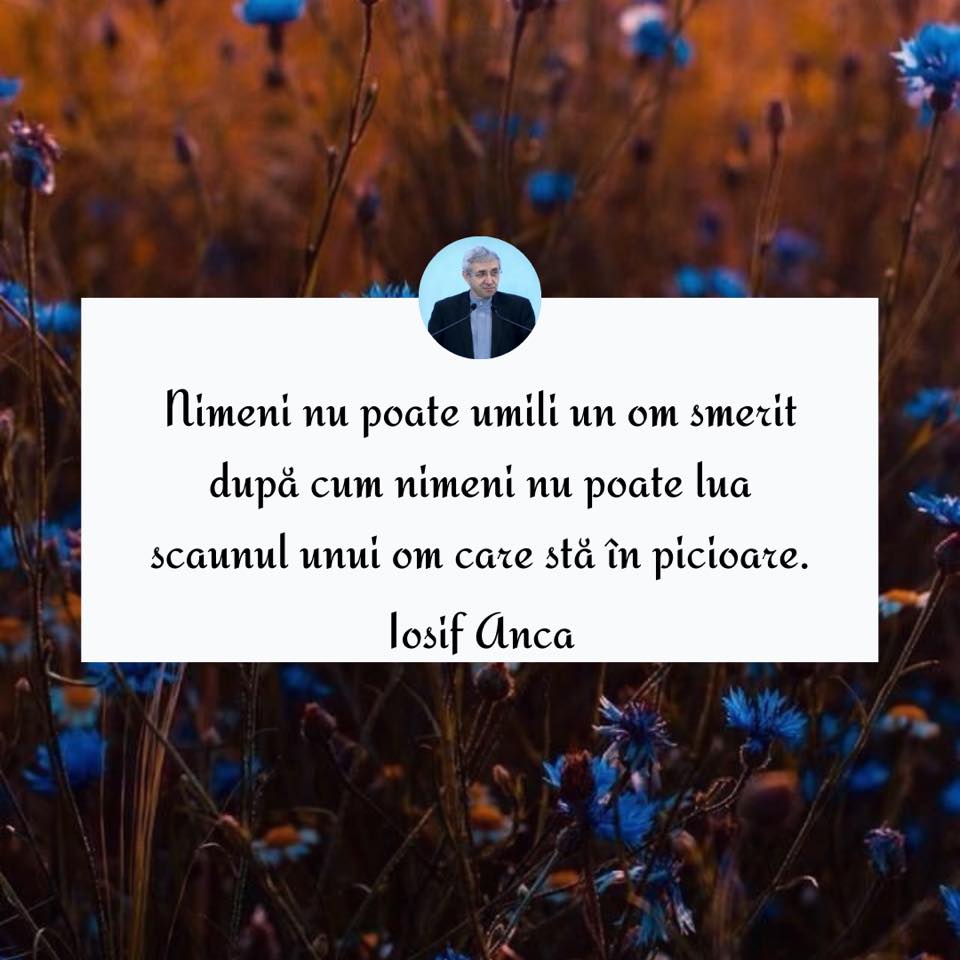 Nimeni nu poate umili un om smerit
după cum nimeni nu poate lua
scaunul unui om care stă în picioare.
Iosif Anca